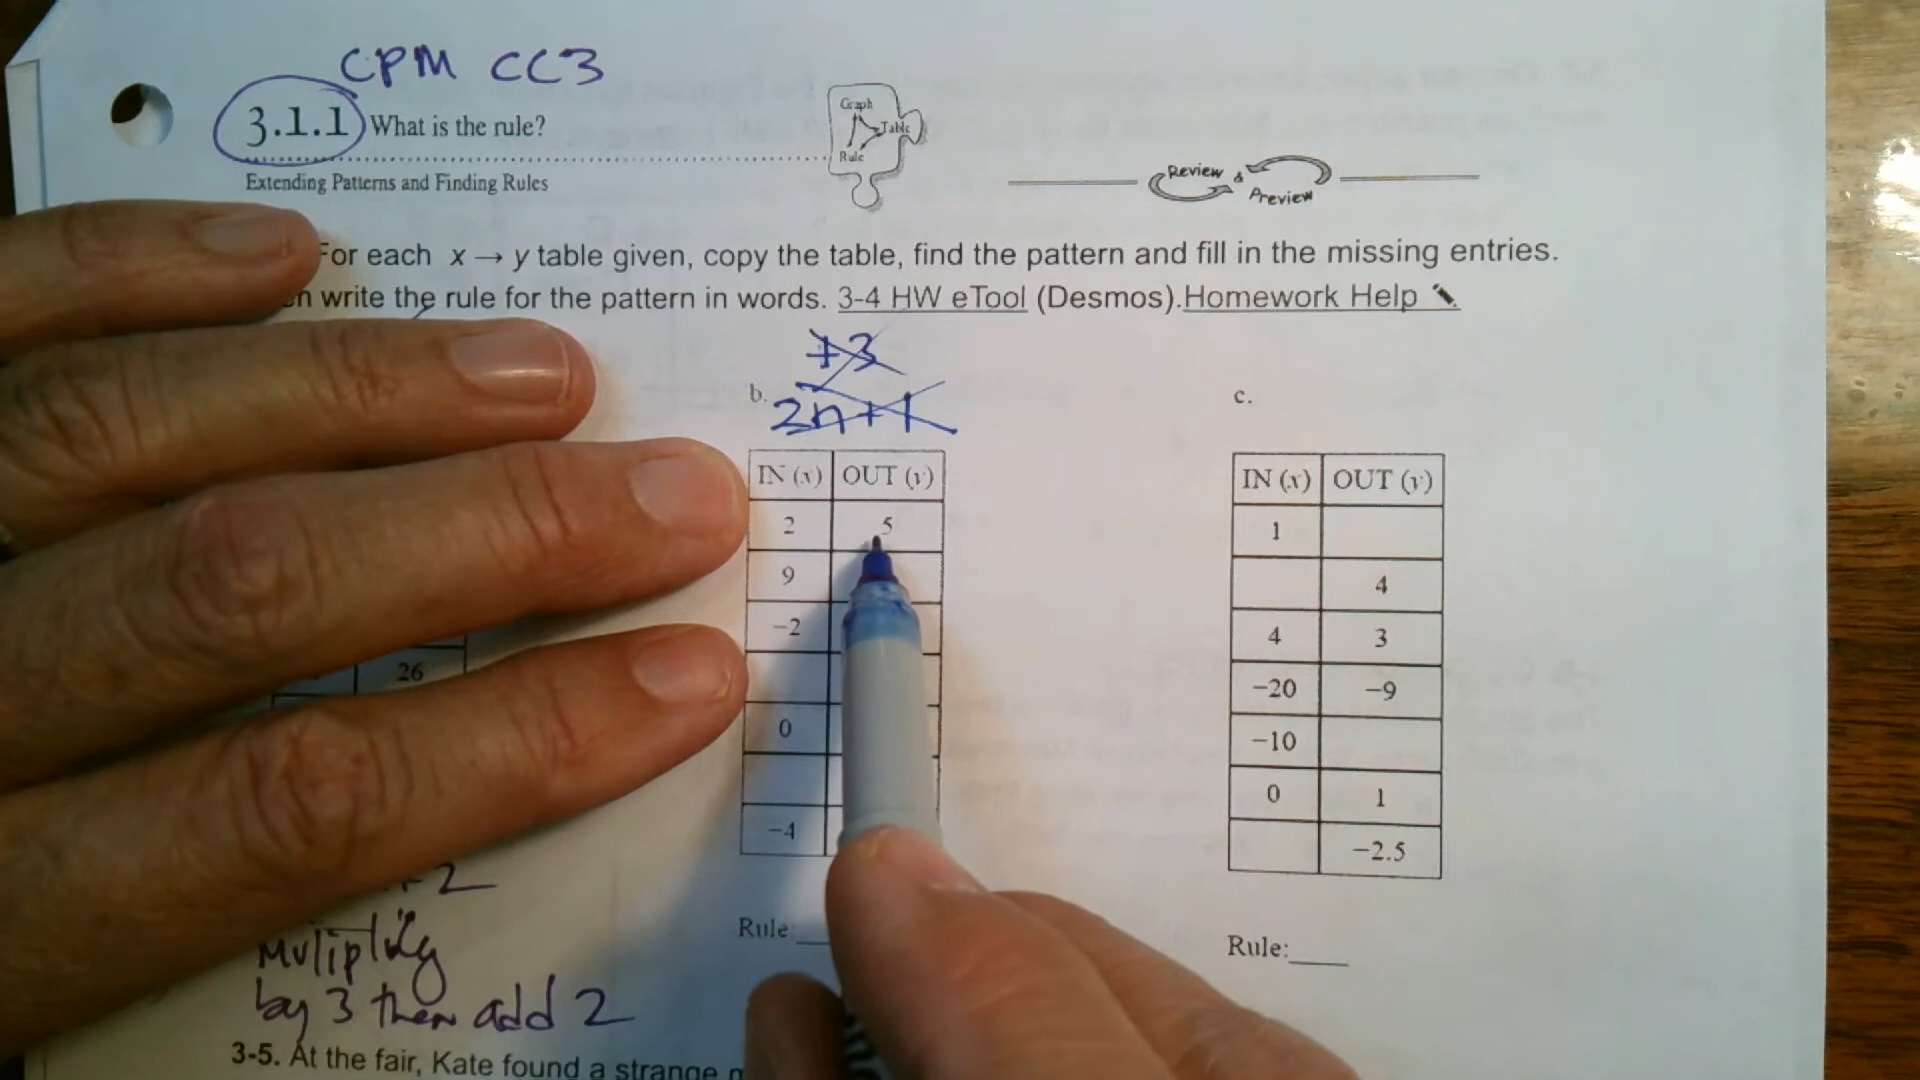 CPM CC3
3.1.1 What is the rule?
Extending Patterns and Finding Rules
Graph
Table
Rule
Review &
Preview
For each x → y table given, copy the table, find the pattern and fill in the missing entries.
write the rule for the pattern in words. 3-4 HW eTool (Desmos). Homework Help
+3
b.
2n+1
c.
IN (x) OUT (y)
2 5
9
-2
0
-4
26
IN (x) OUT (y)
1
4
4 3
-20 -9
-10
0 1
-2.5
+2
Rule:
Rule:
Muliplying
by 3 then add 2
3-5. At the fair, Kate found a strange